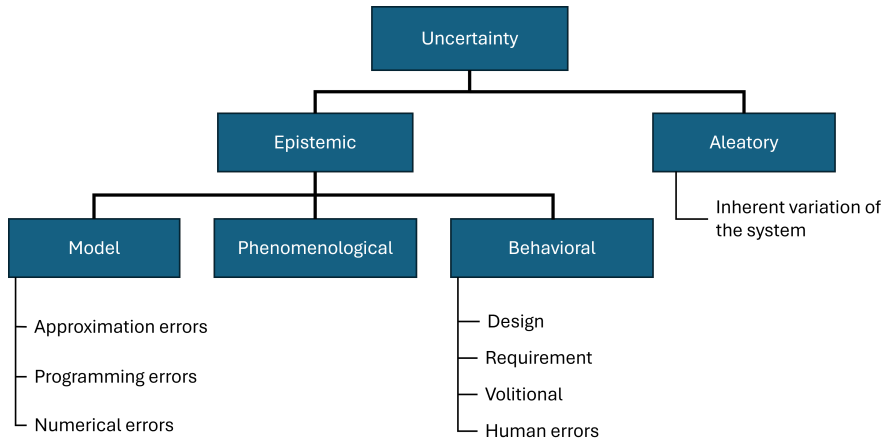 Uncertainty
Epistemic
Aleatory
Inherent variation of
the system
Model
Phenomenological
Behavioral
Approximation errors
Programming errors
Numerical errors
Design
Requirement
Volitional
Human errors